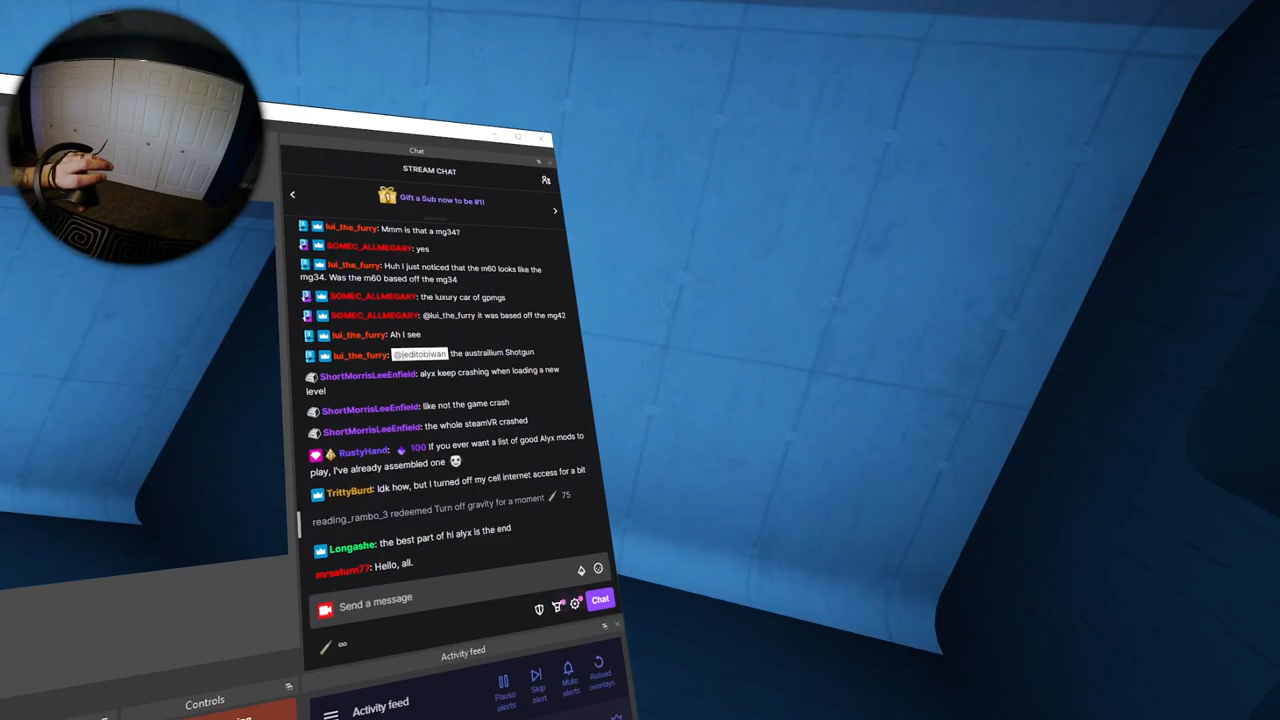 Chat
STREAM CHAT
Gift a Sub now to be #1!
lui_the_furry: Mmm is that a mg34?
SOMEC_ALLMEGARY: yes
lui_the_furry: Huh I just noticed that the m60 looks like the
mg34. Was the m60 based off the mg34
SOMEC_ALLMEGARY: the luxury car of gpmgs
SOMEC_ALLMEGARY: @lui_the_furry it was based off the mg42
lui_the_furry: Ah I see
lui_the_furry: @jeditobiwan the austraillium Shotgun
ShortMorrisLeeEnfield: alyx keep crashing when loading a new
level
ShortMorrisLeeEnfield: like not the game crash
ShortMorrisLeeEnfield: the whole steamVR crashed
RustyHand: 100 If you ever want a list of good Alyx mods to
play, I've already assembled one
TrittyBurd: Idk how, but I turned off my cell internet access for a bit
reading_rambo_3 redeemed Turn off gravity for a moment 75
Longashe: the best part of hl alyx is the end
mrsaturn77: Hello, all.
Send a message
Chat
∞
Activity feed
Controls
Activity feed
Pause
alerts
Skip
alert
Mute
alerts
Reload
overlays